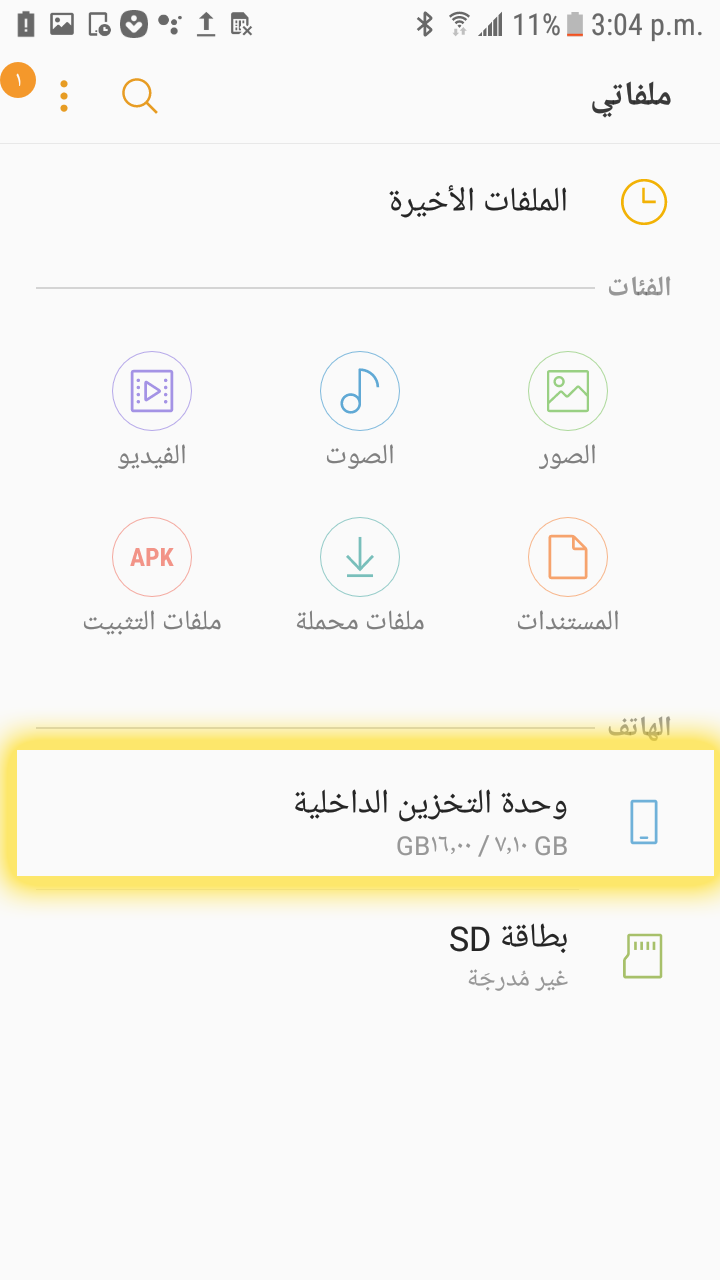 11% 3:04 p.m.
١
ملفاتي
الملفات الأخيرة
الفئات
الصور
الصوت
الفيديو
المستندات
ملفات محملة
APK
ملفات التثبيت
الهاتف
وحدة التخزين الداخلية
٧,١٠ GB / ١٦,٠٠GB
بطاقة SD
غير مُدرجَة